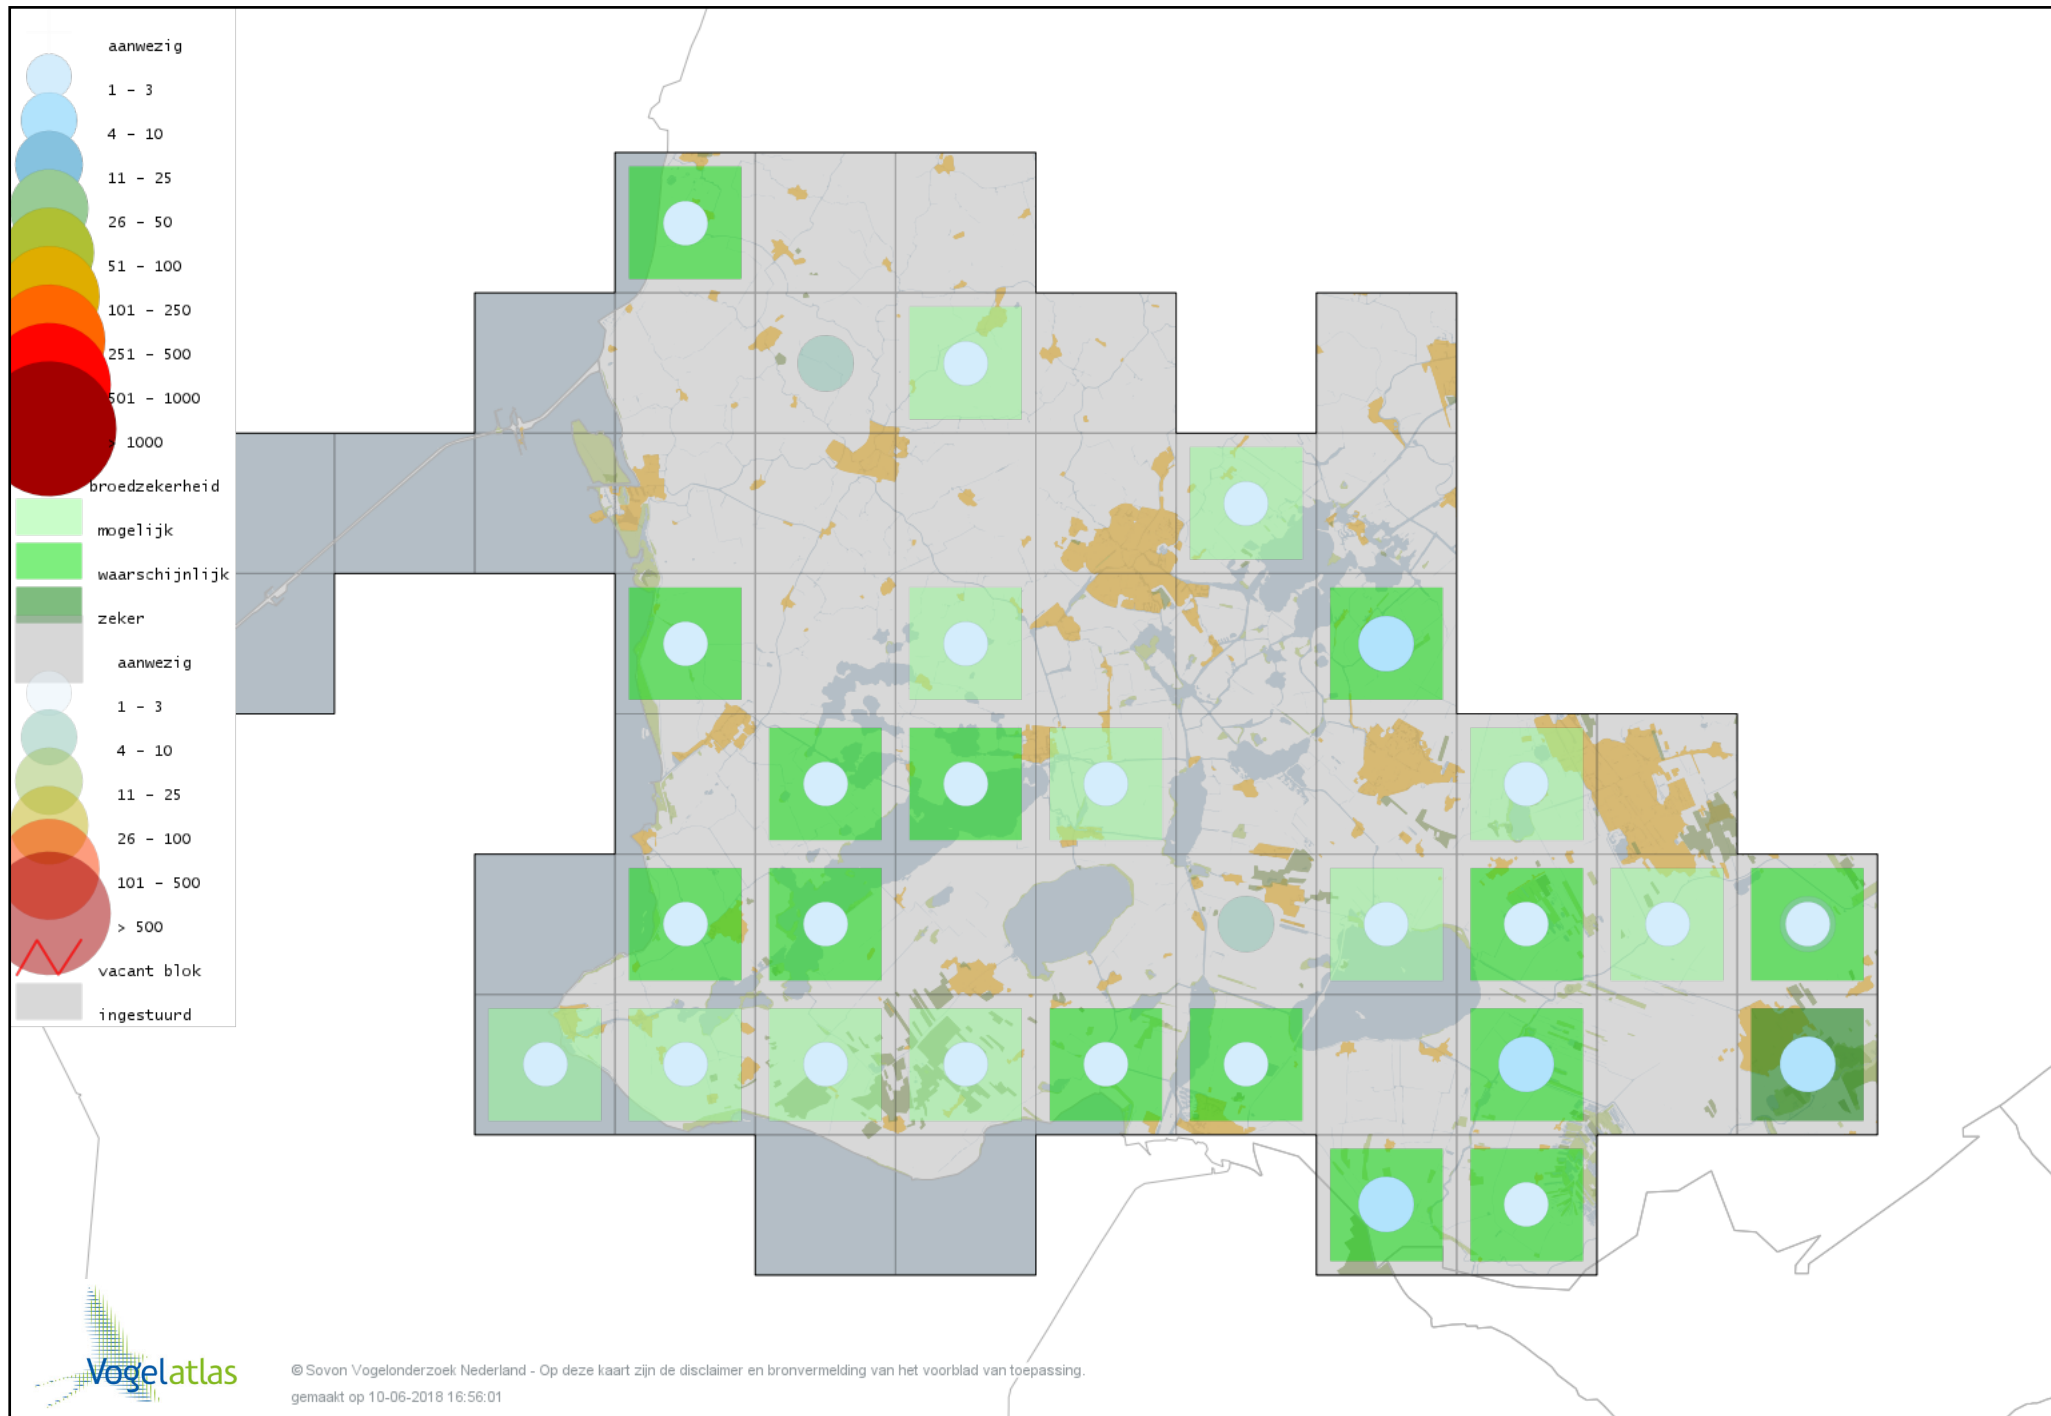 aanwezig
1 - 3
4 - 10
11 - 25
26 - 50
51 - 100
101 - 250
251 - 500
501 - 1000
> 1000
broedzekerheid
mogelijk
waarschijnlijk
zeker
aanwezig
1 - 3
4 - 10
11 - 25
26 - 100
101 - 500
> 500
vacant blok
ingestuurd
Vogelatlas
© Sovon Vogelonderzoek Nederland - Op deze kaart zijn de disclaimer en bronvermelding van het voorblad van toepassing.
gemaakt op 10-06-2018 16:56:01